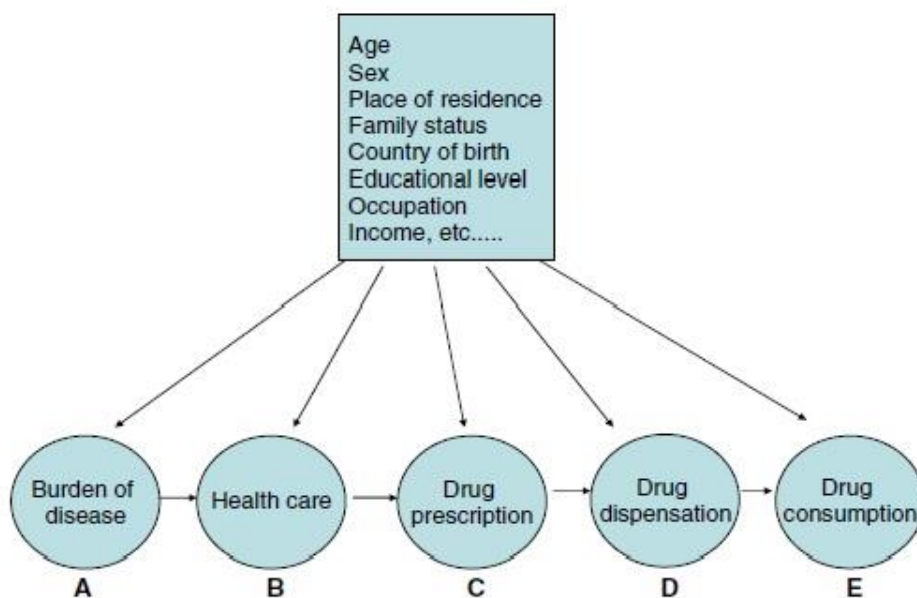 Age
Sex
Place of residence
Family status
Country of birth
Educational level
Occupation
Income, etc.....
Burden of
disease
Health care
Drug
prescription
Drug
dispensation
Drug
consumption
A
B
C
D
E